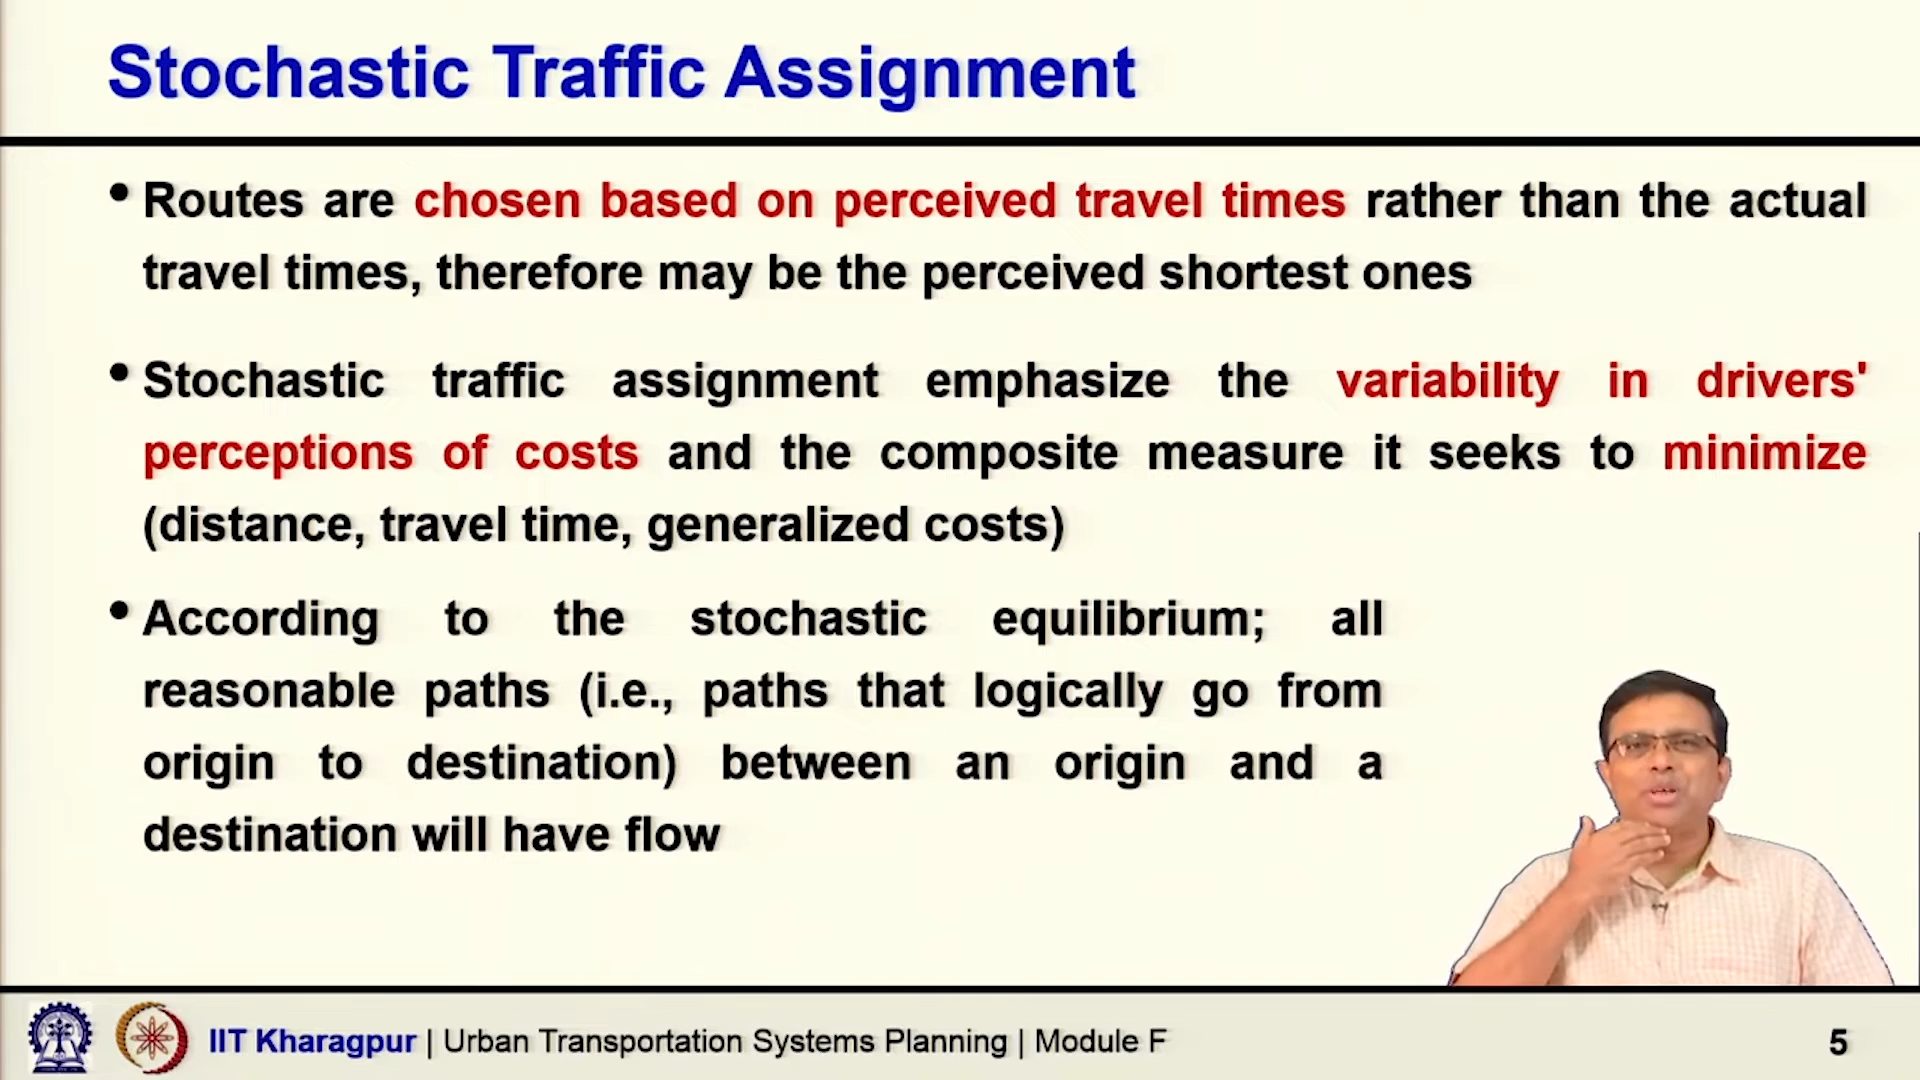 Stochastic Traffic Assignment
• Routes are chosen based on perceived travel times rather than the actual
travel times, therefore may be the perceived shortest ones
• Stochastic traffic assignment emphasize the variability in drivers'
perceptions of costs and the composite measure it seeks to minimize
(distance, travel time, generalized costs)
• According to the stochastic equilibrium; all
reasonable paths (i.e., paths that logically go from
origin to destination) between an origin and a
destination will have flow
IIT Kharagpur | Urban Transportation Systems Planning | Module F
5